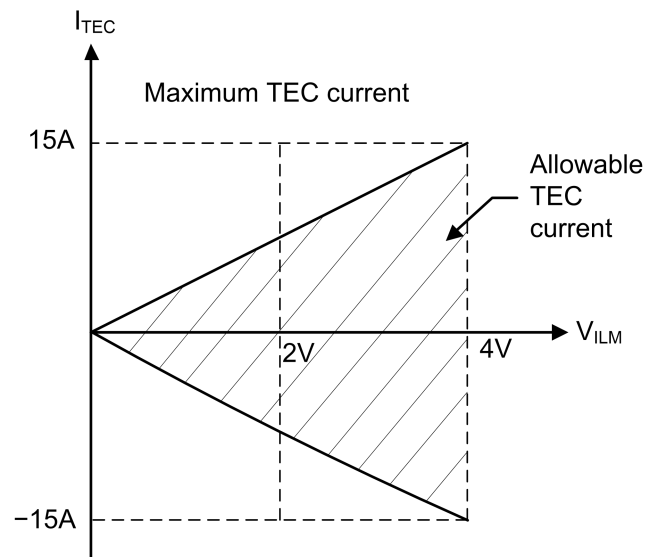 I_TEC
Maximum TEC current
15A
Allowable
TEC
current
2V
4V
V_ILM
−15A